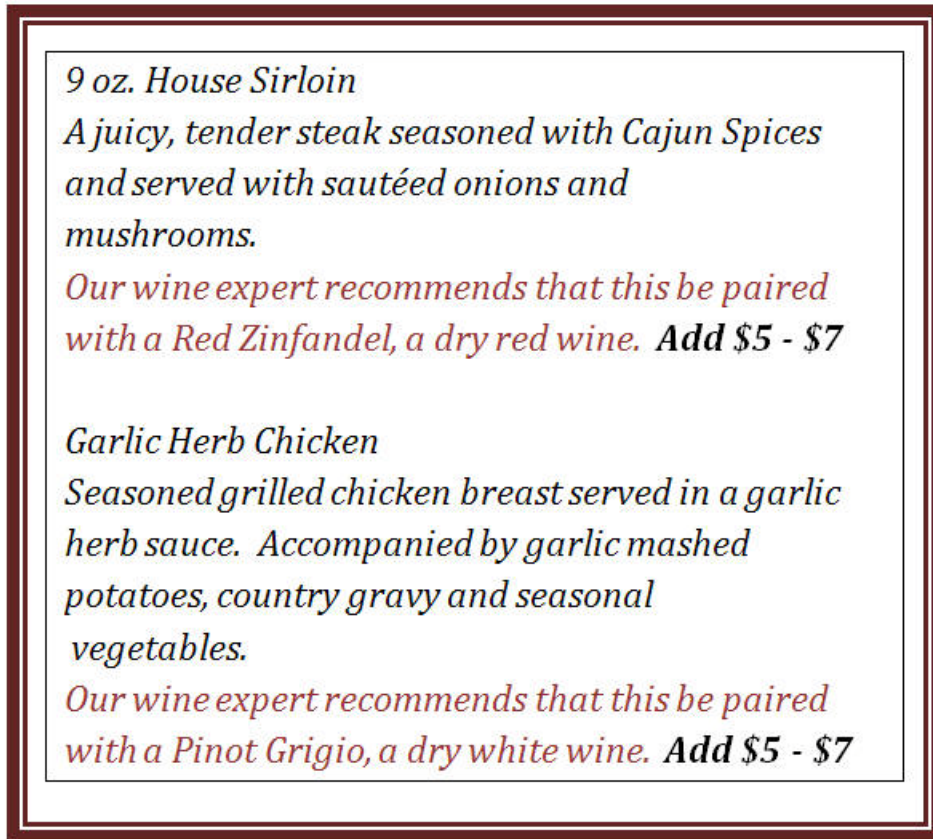 9 oz. House Sirloin
A juicy, tender steak seasoned with Cajun Spices
and served with sautéed onions and
mushrooms.
Our wine expert recommends that this be paired
with a Red Zinfandel, a dry red wine.  Add $5 - $7
Garlic Herb Chicken
Seasoned grilled chicken breast served in a garlic
herb sauce.  Accompanied by garlic mashed
potatoes, country gravy and seasonal
vegetables.
Our wine expert recommends that this be paired
with a Pinot Grigio, a dry white wine.  Add $5 - $7